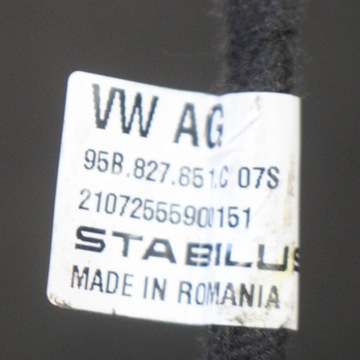 VW AG
95B.827.851.C 07S
21072555900151
STABILUS
MADE IN ROMANIA